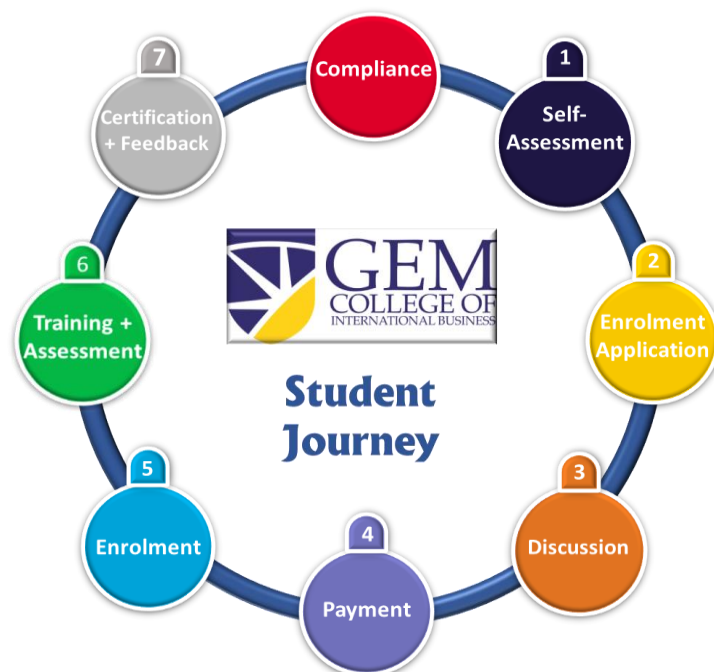 Compliance
1
Self-
Assessment
2
Enrolment
Application
3
Discussion
4
Payment
5
Enrolment
6
Training +
Assessment
7
Certification
+ Feedback
GEM
COLLEGE OF
INTERNATIONAL BUSINESS
Student
Journey